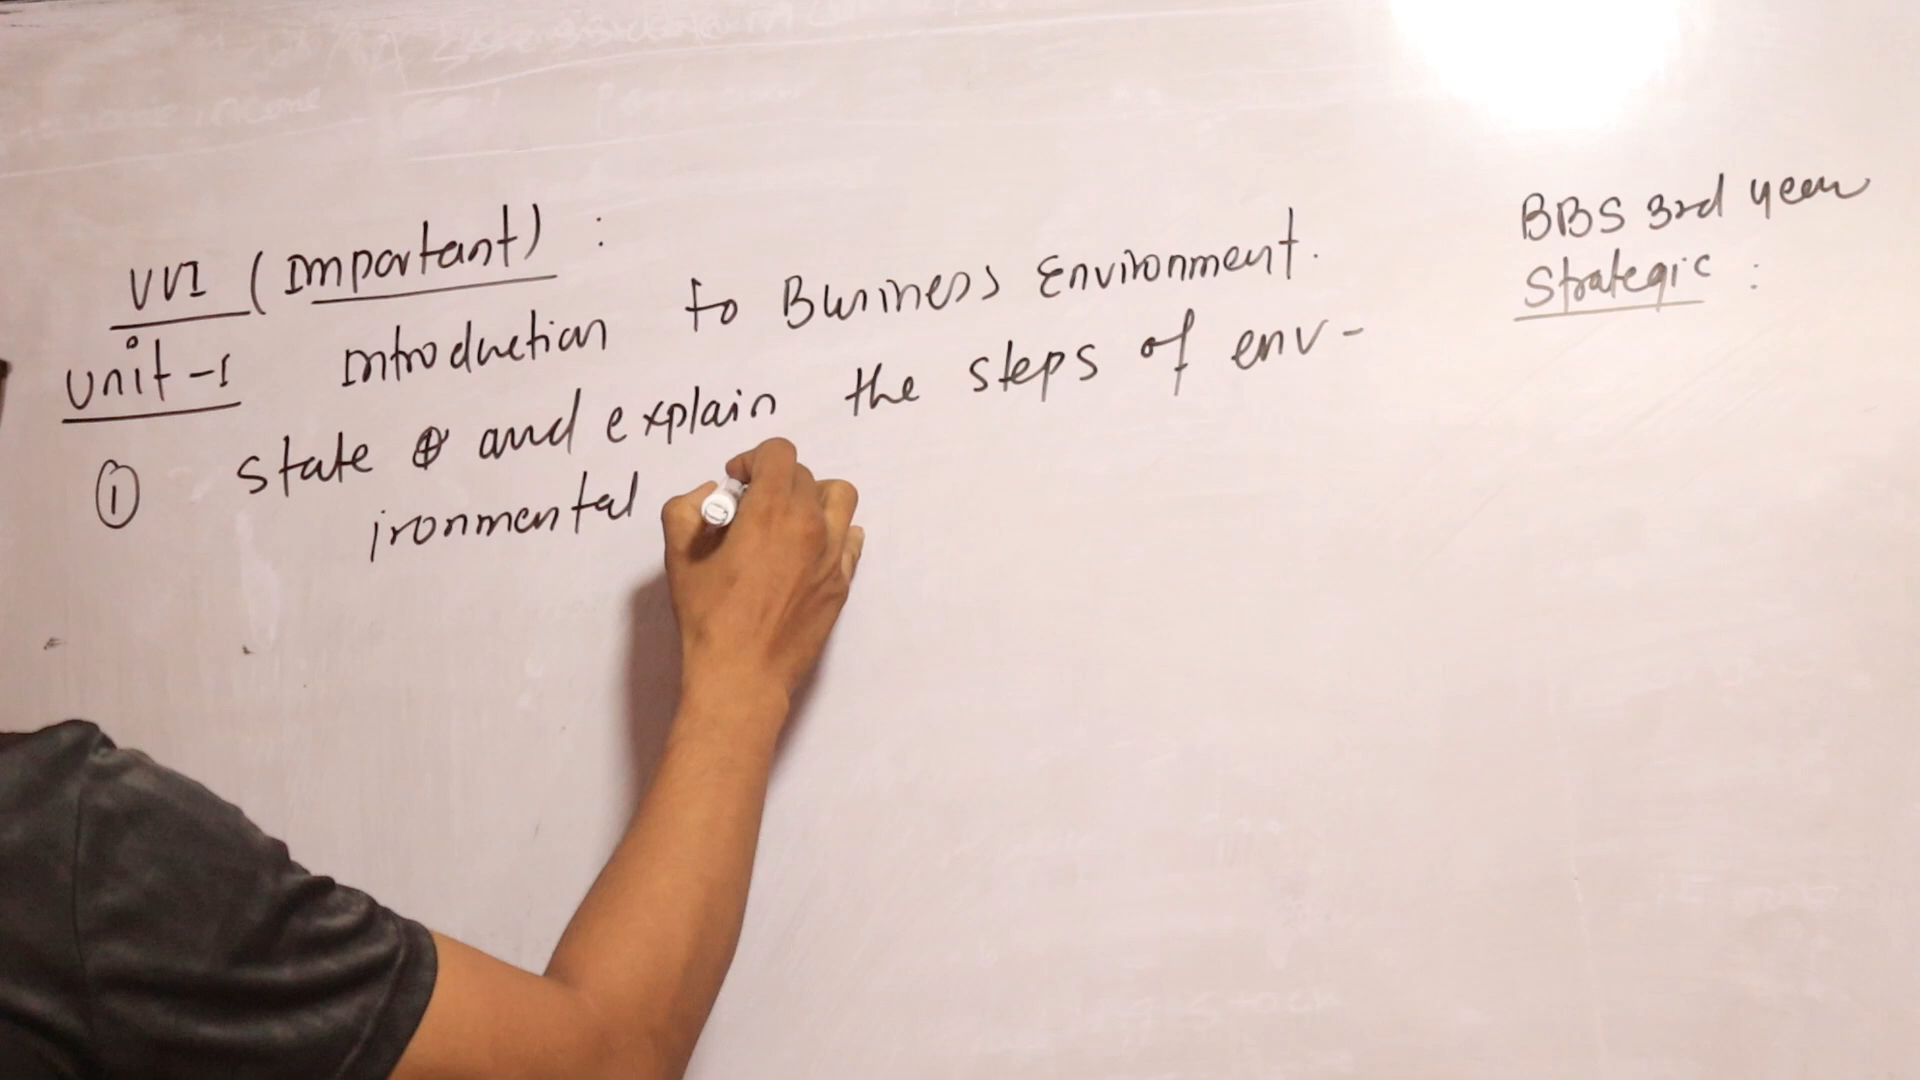 VVI (Important) :
Unit-1 Introduction to Business Environment.
① State and explain the steps of env-
ironmental
BBS 3rd year
Strategic :